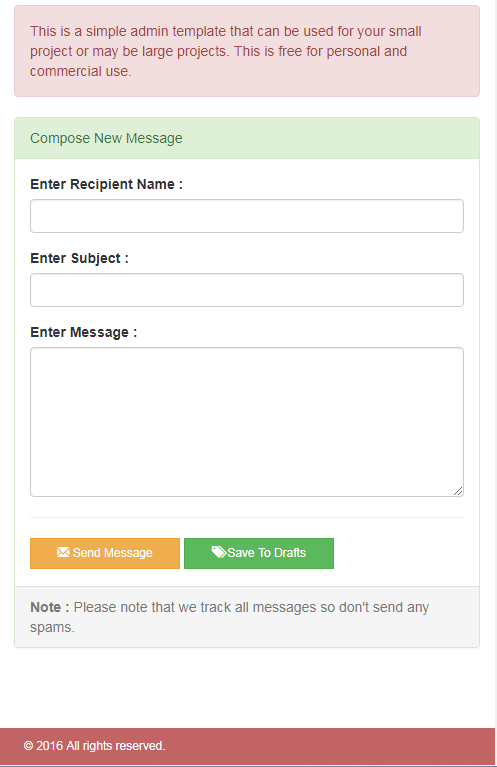 This is a simple admin template that can be used for your small
project or may be large projects. This is free for personal and
commercial use.
Compose New Message
Enter Recipient Name :
Enter Subject :
Enter Message :
Send Message
Save To Drafts
Note : Please note that we track all messages so don't send any
spams.
© 2016 All rights reserved.